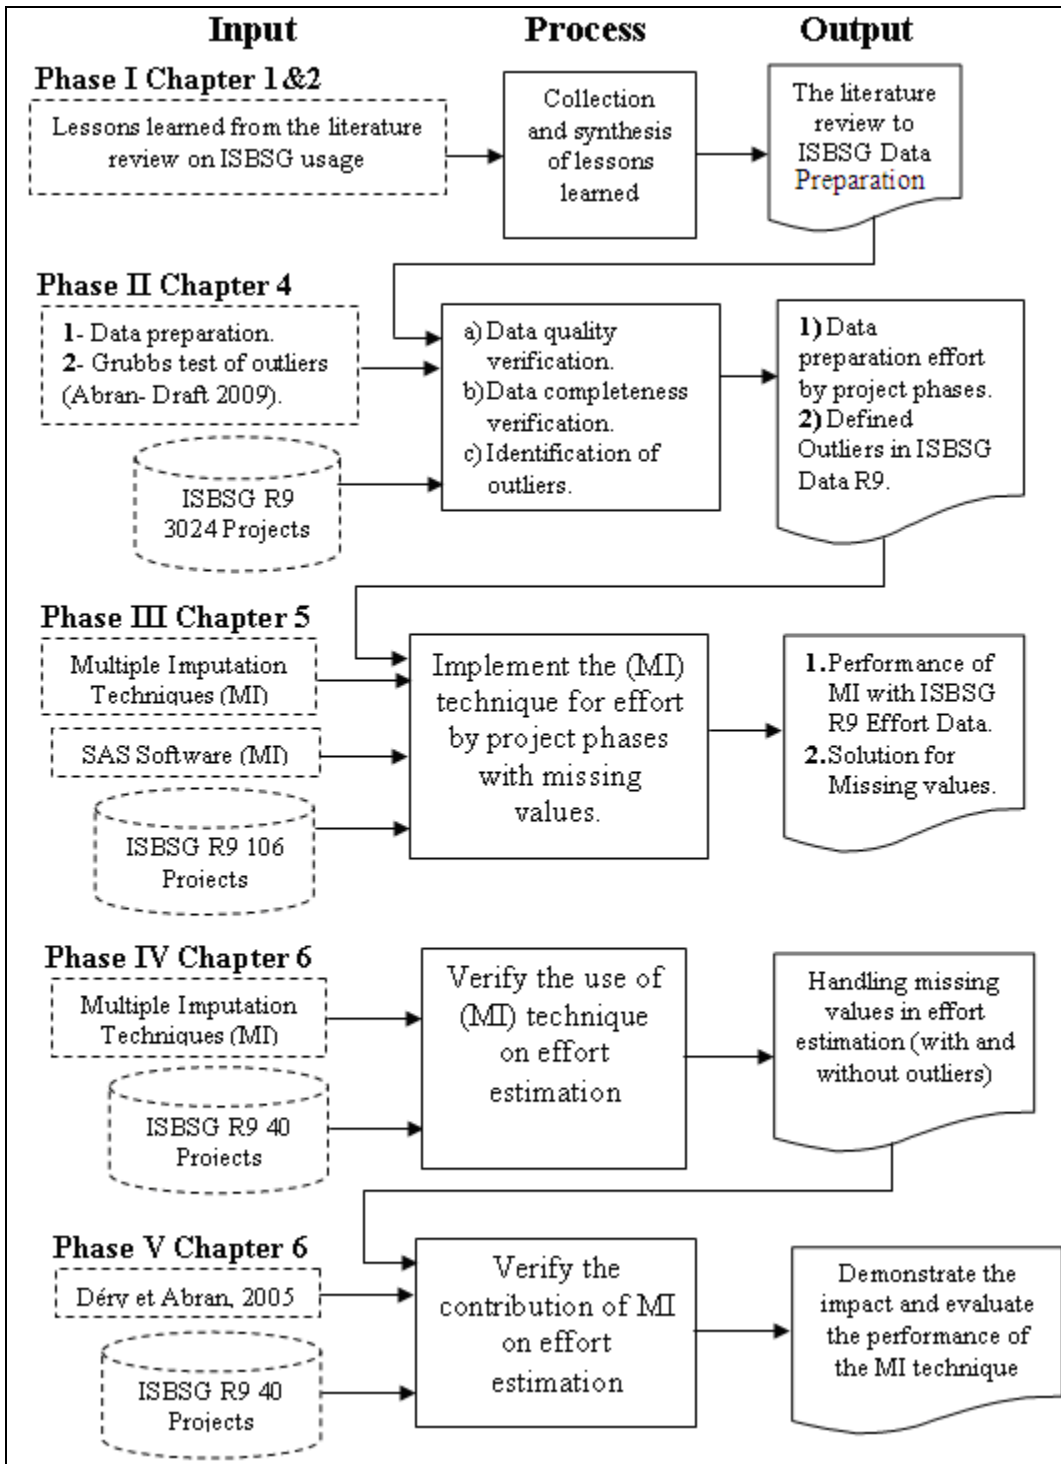 Input Process Output
Phase I Chapter 1&2
Lessons learned from the literature
review on ISBSG usage
Collection
and synthesis
of lessons
learned
The literature
review to
ISBSG Data
Preparation
Phase II Chapter 4
1- Data preparation.
2- Grubbs test of outliers
(Abran- Draft 2009).
ISBSG R9
3024 Projects
a) Data quality
verification.
b) Data completeness
verification.
c) Identification of
outliers.
1) Data
preparation effort
by project phases.
2) Defined
Outliers in ISBSG
Data R9.
Phase III Chapter 5
Multiple Imputation
Techniques (MI)
SAS Software (MI)
ISBSG R9 106
Projects
Implement the (MI)
technique for effort
by project phases
with missing
values.
1. Performance of
MI with ISBSG
R9 Effort Data.
2. Solution for
Missing values.
Phase IV Chapter 6
Multiple Imputation
Techniques (MI)
ISBSG R9 40
Projects
Verify the use of
(MI) technique
on effort
estimation
Handling missing
values in effort
estimation (with and
without outliers)
Phase V Chapter 6
Déry et Abran, 2005
ISBSG R9 40
Projects
Verify the
contribution of MI
on effort
estimation
Demonstrate the
impact and evaluate
the performance of
the MI technique